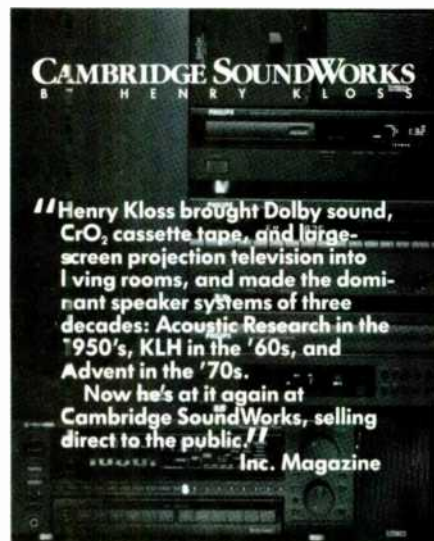 CAMBRIDGE SOUNDWORKS
BY HENRY KLOSS
PHILIPS
"Henry Kloss brought Dolby sound,
CrO₂ cassette tape, and large-
screen projection television into
living rooms, and made the domi-
nant speaker systems of three
decades: Acoustic Research in the
1950's, KLH in the '60s, and
Advent in the '70s.
Now he's at it again at
Cambridge SoundWorks, selling
direct to the public."
Inc. Magazine